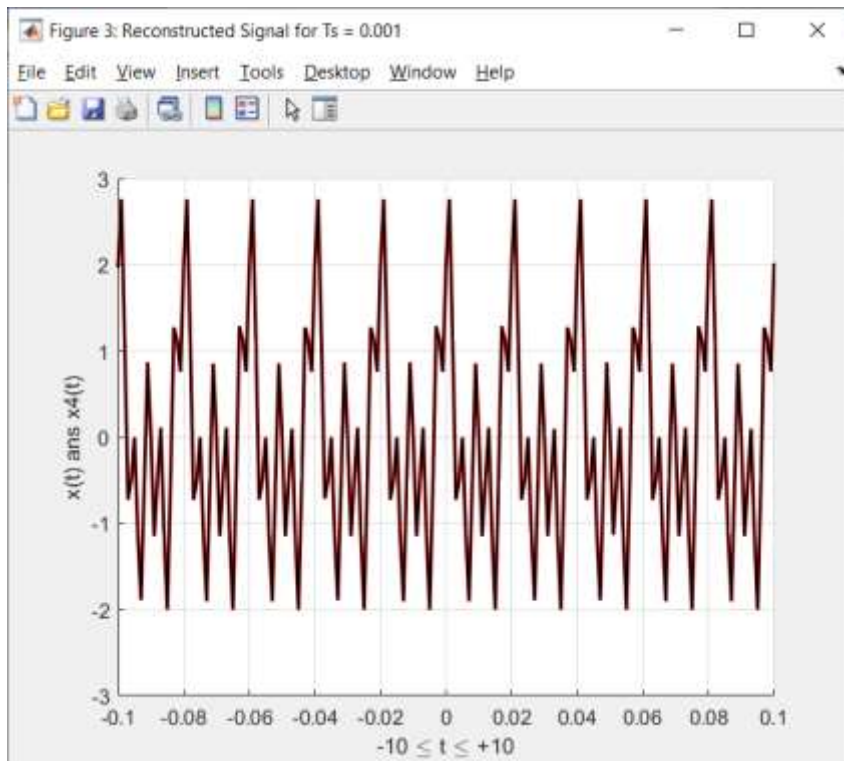 Figure 3: Reconstructed Signal for Ts = 0.001
File Edit View Insert Tools Desktop Window Help
3
2
1
0
-1
-2
-3
x(t) ans x4(t)
-0.1 -0.08 -0.06 -0.04 -0.02 0 0.02 0.04 0.06 0.08 0.1
-10 ≤ t ≤ +10